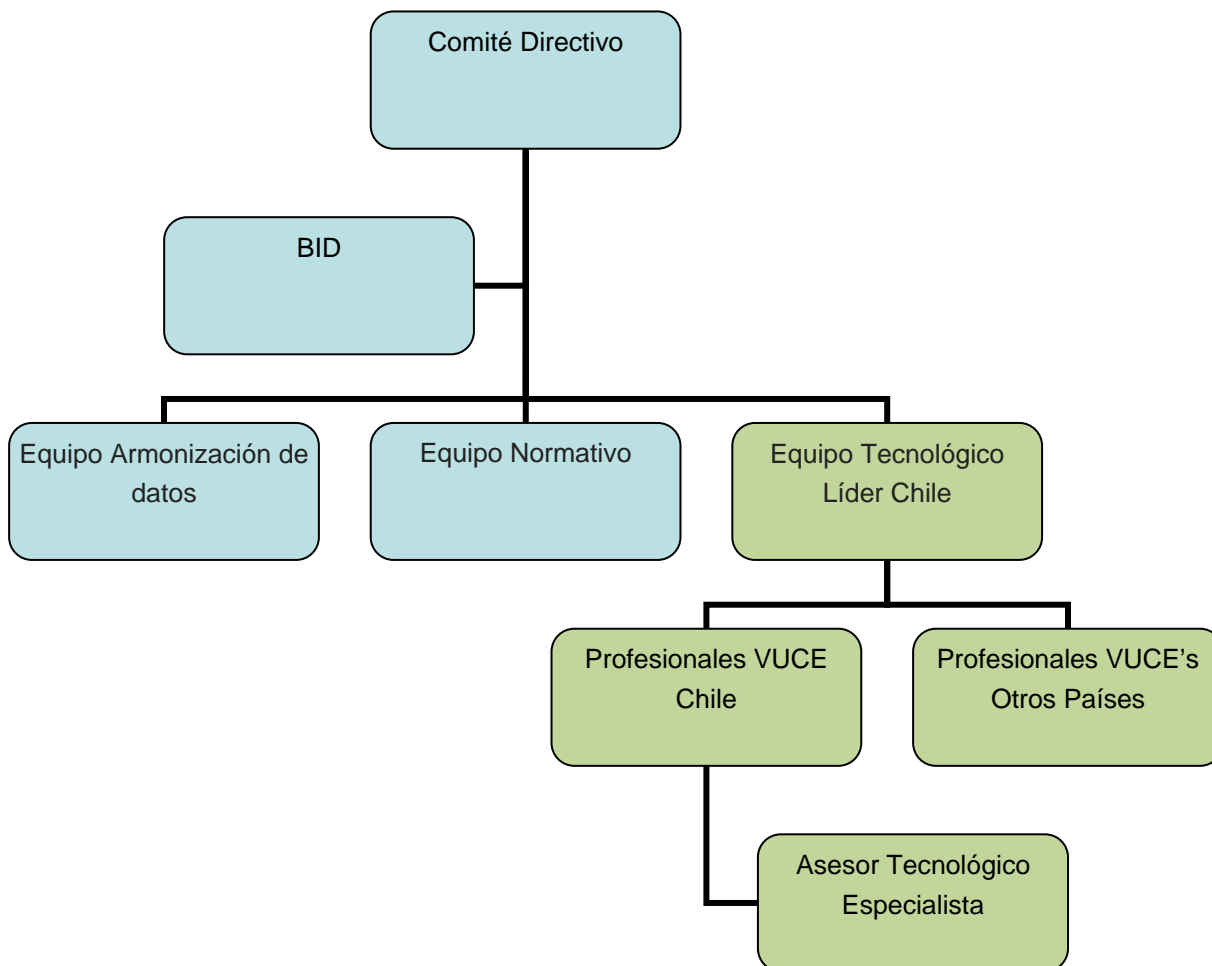 Comité Directivo
BID
Equipo Armonización de
datos
Equipo Normativo
Equipo Tecnológico
Líder Chile
Profesionales VUCE
Chile
Profesionales VUCE’s
Otros Países
Asesor Tecnológico
Especialista